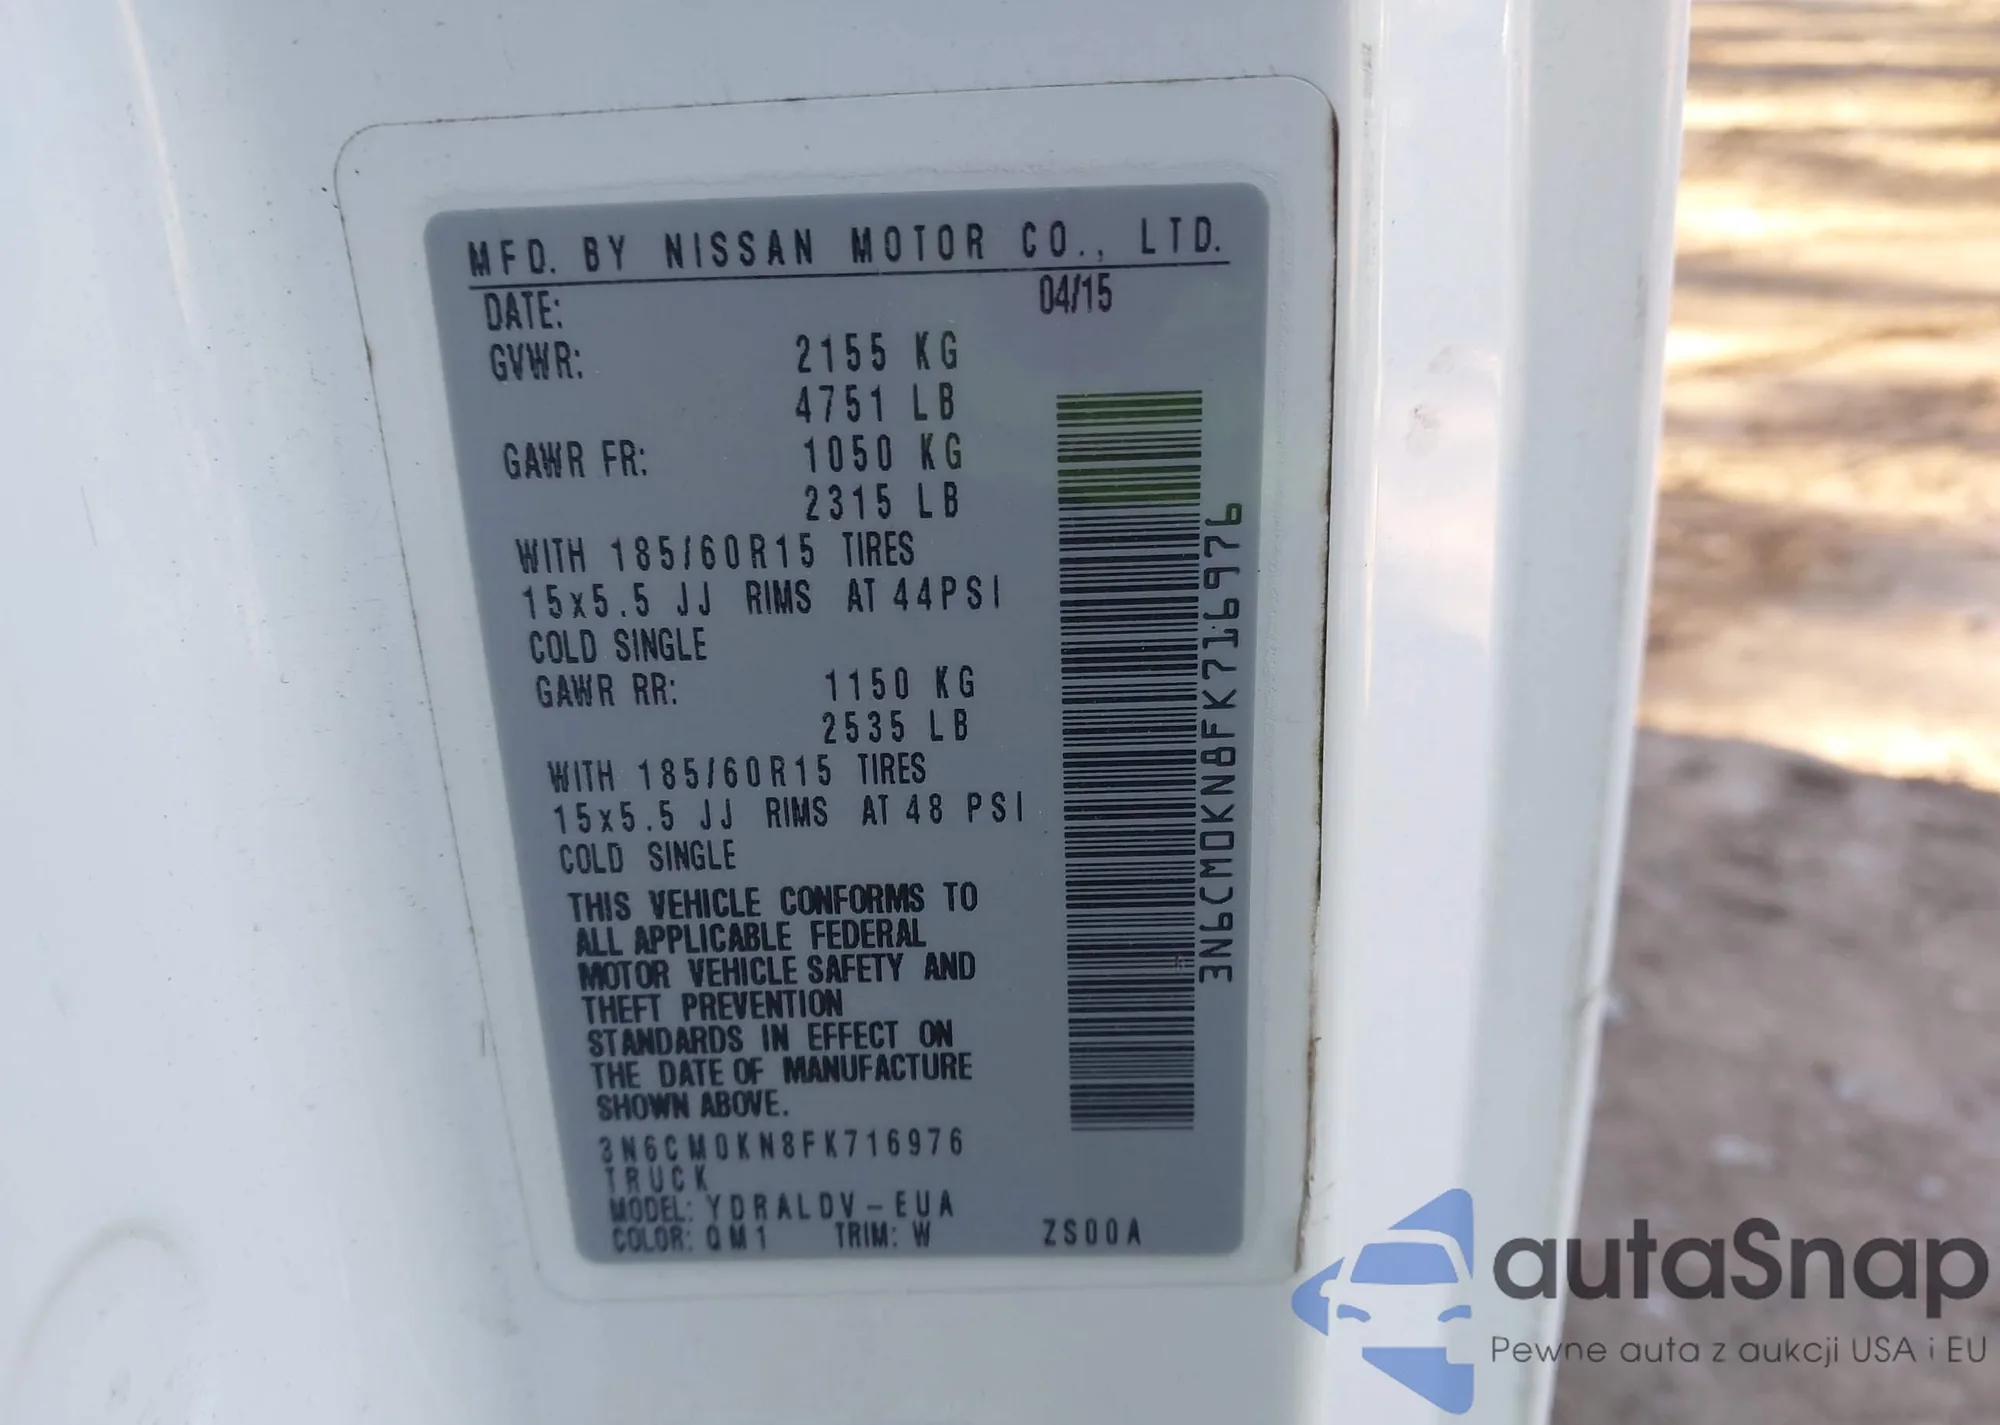 MFD. BY NISSAN MOTOR CO., LTD.
DATE: 04/15
GVWR: 2155 KG
4751 LB
GAWR FR: 1050 KG
2315 LB
WITH 185/60R15 TIRES
15x5.5 JJ RIMS AT 44PSI
COLD SINGLE
GAWR RR: 1150 KG
2535 LB
WITH 185/60R15 TIRES
15x5.5 JJ RIMS AT 48 PSI
COLD SINGLE
THIS VEHICLE CONFORMS TO
ALL APPLICABLE FEDERAL
MOTOR VEHICLE SAFETY AND
THEFT PREVENTION
STANDARDS IN EFFECT ON
THE DATE OF MANUFACTURE
SHOWN ABOVE.
3N6CM0KN8FK716976
TRUCK
MODEL: YDRALDV-EUA
COLOR: QM1 TRIM: W ZS00A
3N6CM0KN8FK716976
autaSnap
Pewne auta z aukcji USA i EU